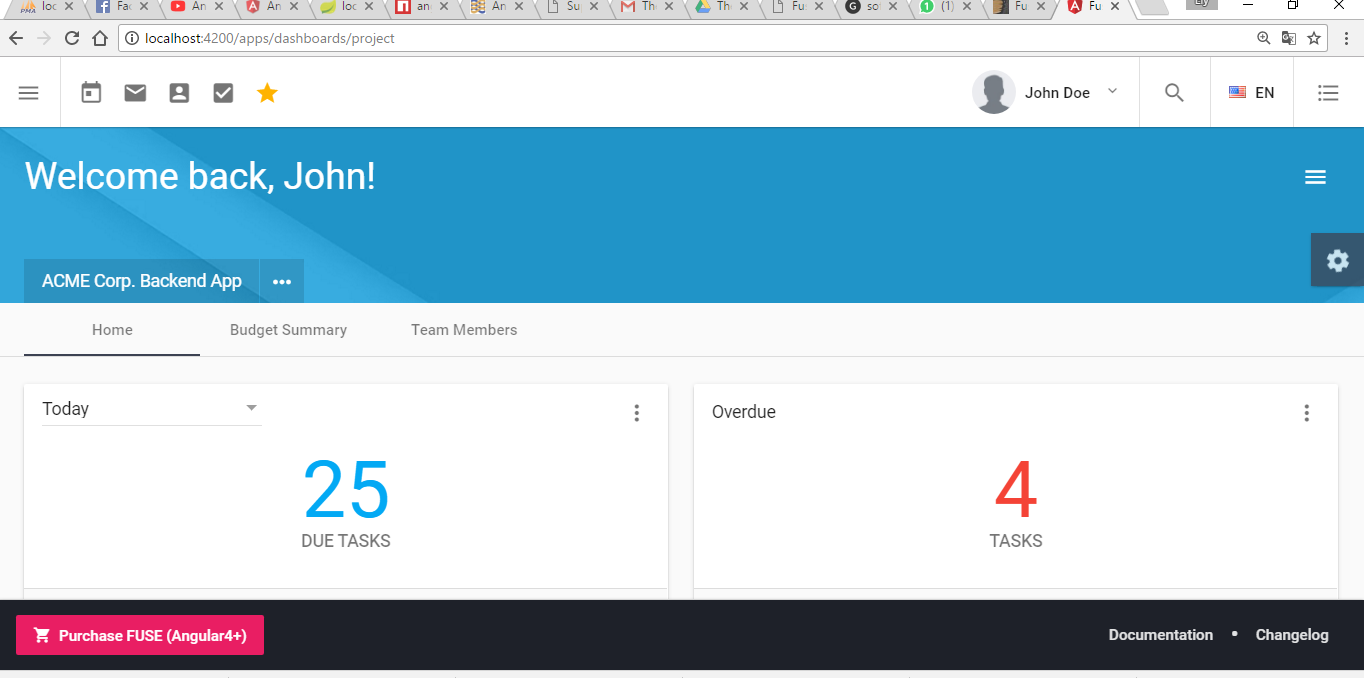 loc Fac An An loc an An Su Th Th Fu so (1) Fu Fu Ely
localhost:4200/apps/dashboards/project
John Doe EN
Welcome back, John!
ACME Corp. Backend App
Home Budget Summary Team Members
Today Overdue
25 4
DUE TASKS TASKS
Purchase FUSE (Angular4+) Documentation • Changelog